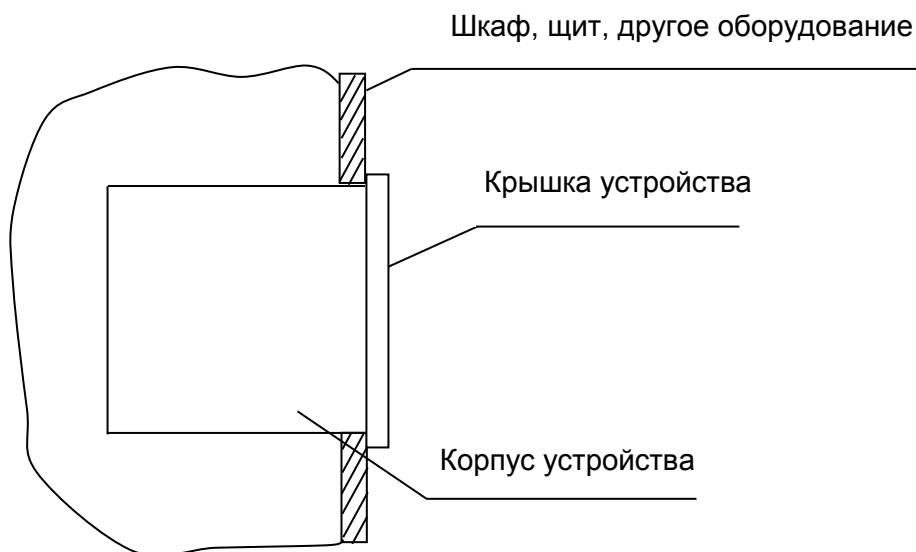 Шкаф, щит, другое оборудование
Крышка устройства
Корпус устройства